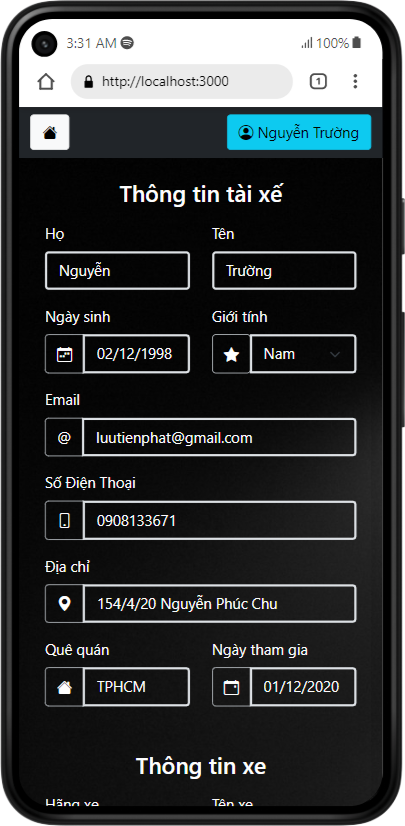 3:31 AM 100%
http://localhost:3000 1
Nguyễn Trường
Thông tin tài xế
Họ Tên
Nguyễn Trường
Ngày sinh Giới tính
02/12/1998 Nam
Email
@ luutienphat@gmail.com
Số Điện Thoại
0908133671
Địa chỉ
154/4/20 Nguyễn Phúc Chu
Quê quán Ngày tham gia
TPHCM 01/12/2020
Thông tin xe
Hãng xe Tên xe